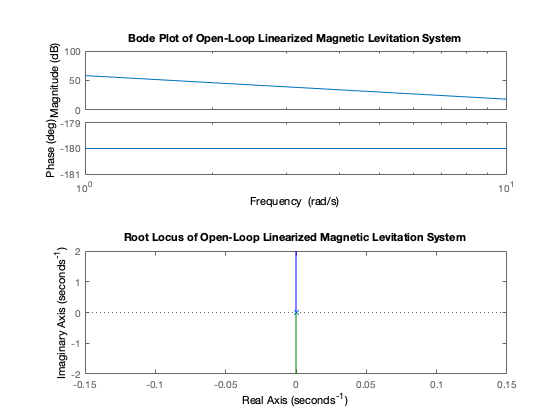 Bode Plot of Open-Loop Linearized Magnetic Levitation System
Magnitude (dB)
100
50
0
Phase (deg)
-179
-180
-181
10^0
10^1
Frequency (rad/s)
Root Locus of Open-Loop Linearized Magnetic Levitation System
Imaginary Axis (seconds^-1)
2
1
0
-1
-2
-0.15
-0.1
-0.05
0
0.05
0.1
0.15
Real Axis (seconds^-1)